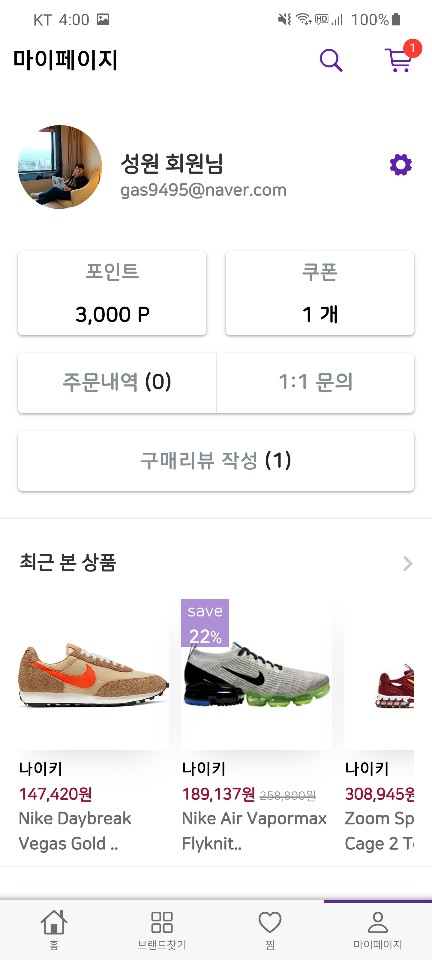 KT 4:00 100%
마이페이지
1
성원 회원님
gas9495@naver.com
포인트
쿠폰
3,000 P
1 개
주문내역 (0)
1:1 문의
구매리뷰 작성 (1)
최근 본 상품
save
22%
나이키
147,420원
Nike Daybreak
Vegas Gold ..
나이키
189,137원 258,800원
Nike Air Vapormax
Flyknit..
나이키
308,945원
Zoom Sp
Cage 2 T
홈
브랜드찾기
찜
마이페이지